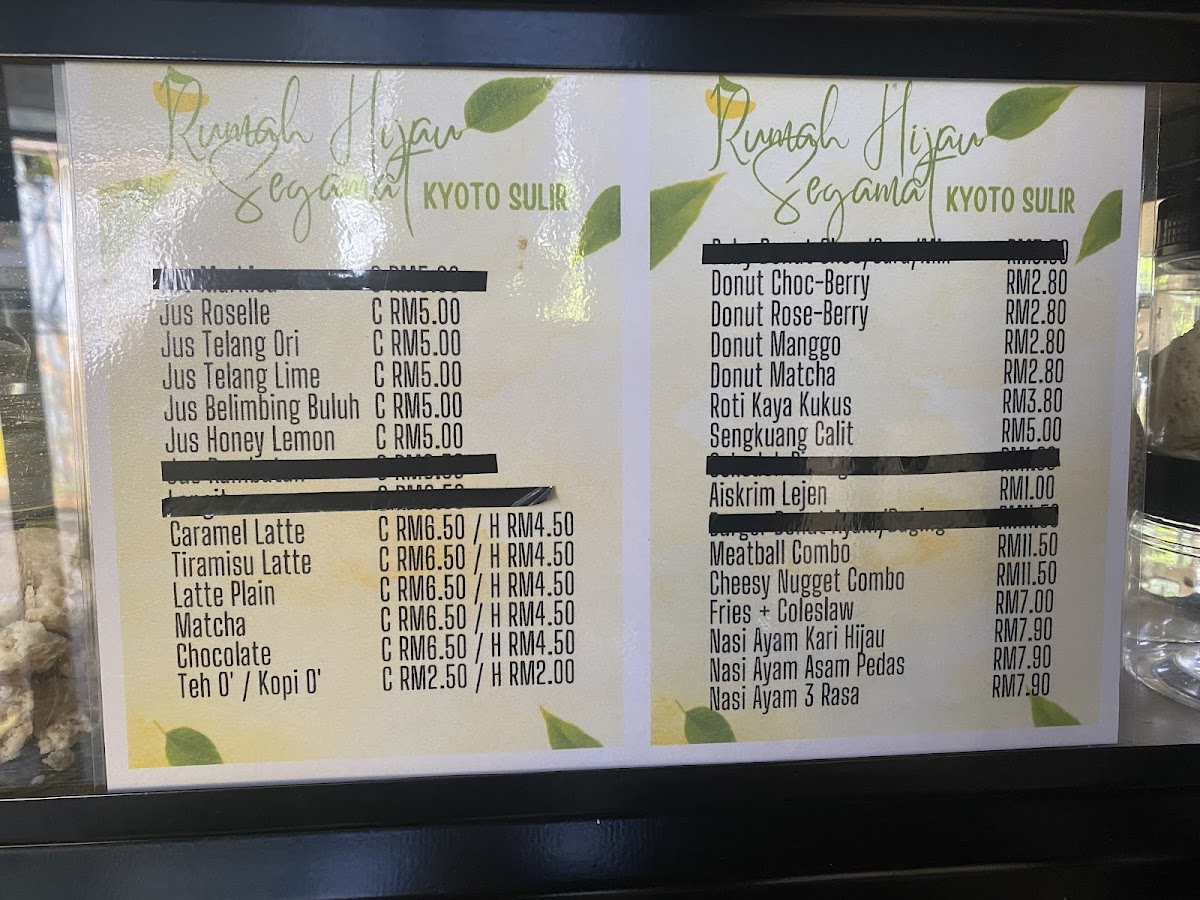 Rumah Hijau
Segamat KYOTO SULIR
Jus Roselle C RM5.00
Jus Telang Ori C RM5.00
Jus Telang Lime C RM5.00
Jus Belimbing Buluh C RM5.00
Jus Honey Lemon C RM5.00
Caramel Latte C RM6.50 / H RM4.50
Tiramisu Latte C RM6.50 / H RM4.50
Latte Plain C RM6.50 / H RM4.50
Matcha C RM6.50 / H RM4.50
Chocolate C RM6.50 / H RM4.50
Teh O' / Kopi O' C RM2.50 / H RM2.00
Rumah Hijau
Segamat KYOTO SULIR
Donut Choc-Berry RM2.80
Donut Rose-Berry RM2.80
Donut Manggo RM2.80
Donut Matcha RM2.80
Roti Kaya Kukus RM3.80
Sengkuang Calit RM5.00
Aiskrim Lejen RM1.00
Meatball Combo RM11.50
Cheesy Nugget Combo RM11.50
Fries + Coleslaw RM7.00
Nasi Ayam Kari Hijau RM7.90
Nasi Ayam Asam Pedas RM7.90
Nasi Ayam 3 Rasa RM7.90